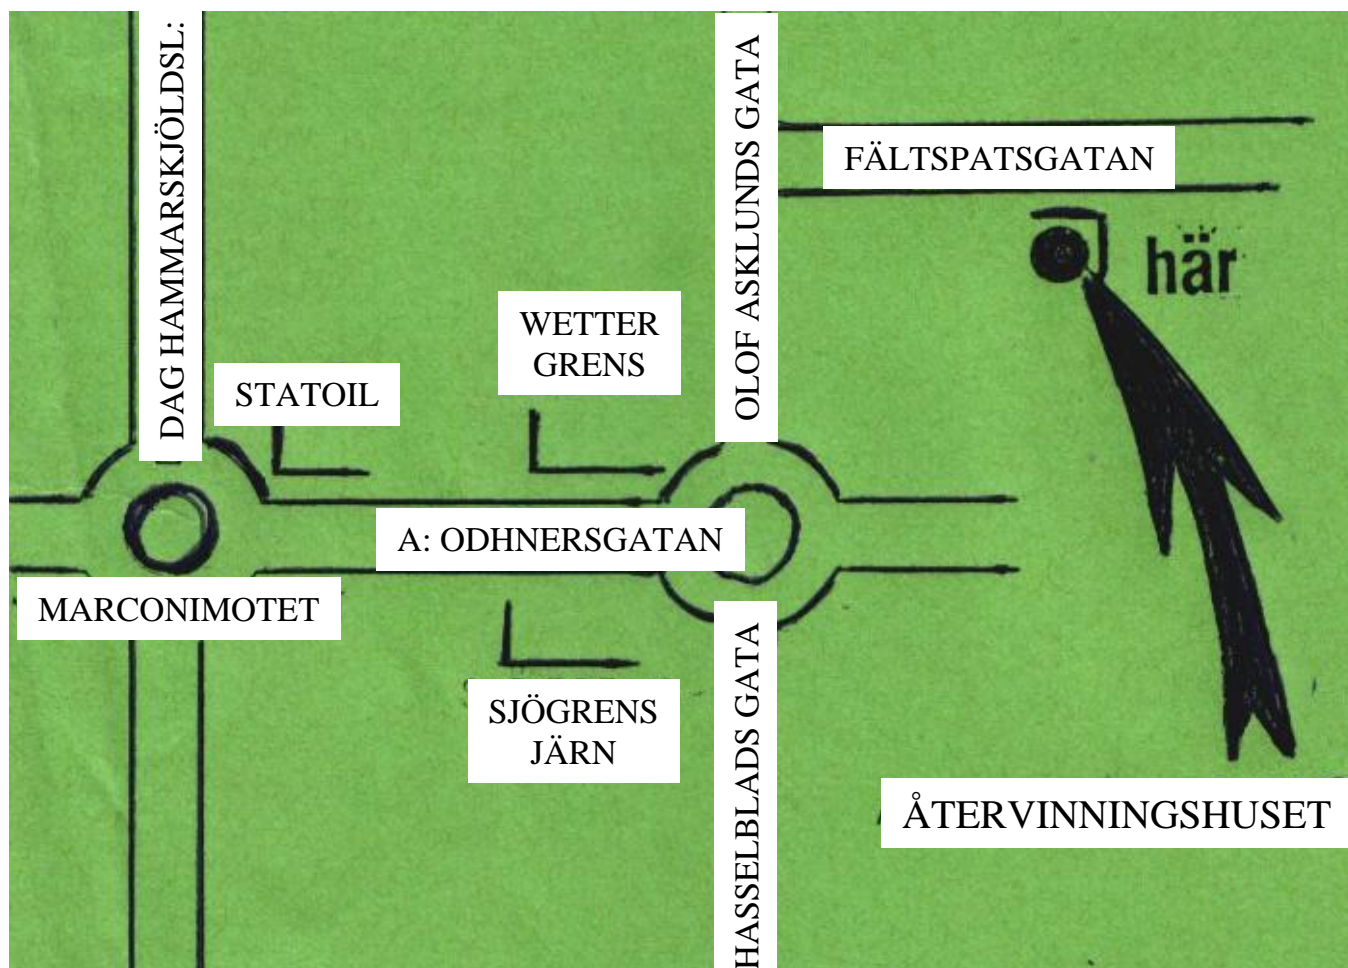 DAG HAMMARSKJÖLDSL:
OLOF ASKLUNDS GATA
FÄLTSPATSGATAN
här
WETTER
GRENS
STATOIL
A: ODHNERSGATAN
MARCONIMOTET
SJÖGRENS
JÄRN
HASSELBLADS GATA
ÅTERVINNINGSHUSET